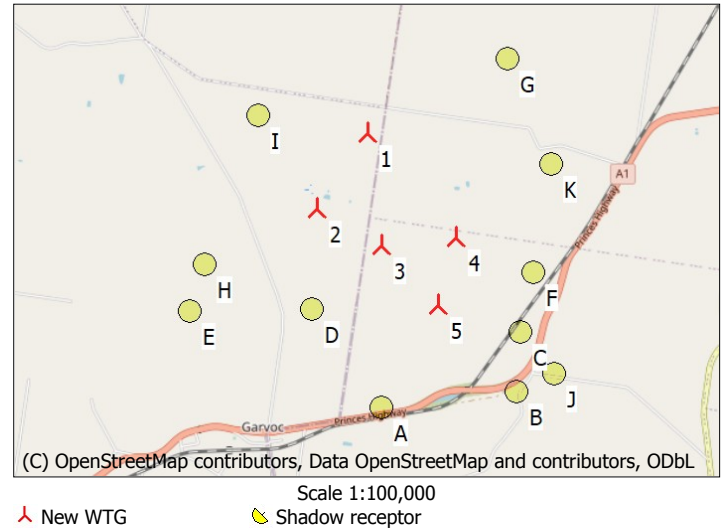 G
I
1
K
A1
Princes Highway
2
3
4
H
F
D
5
E
C
J
B
A
Princes Highway
Garvoc
(C) OpenStreetMap contributors, Data OpenStreetMap and contributors, ODbL
Scale 1:100,000
New WTG
Shadow receptor